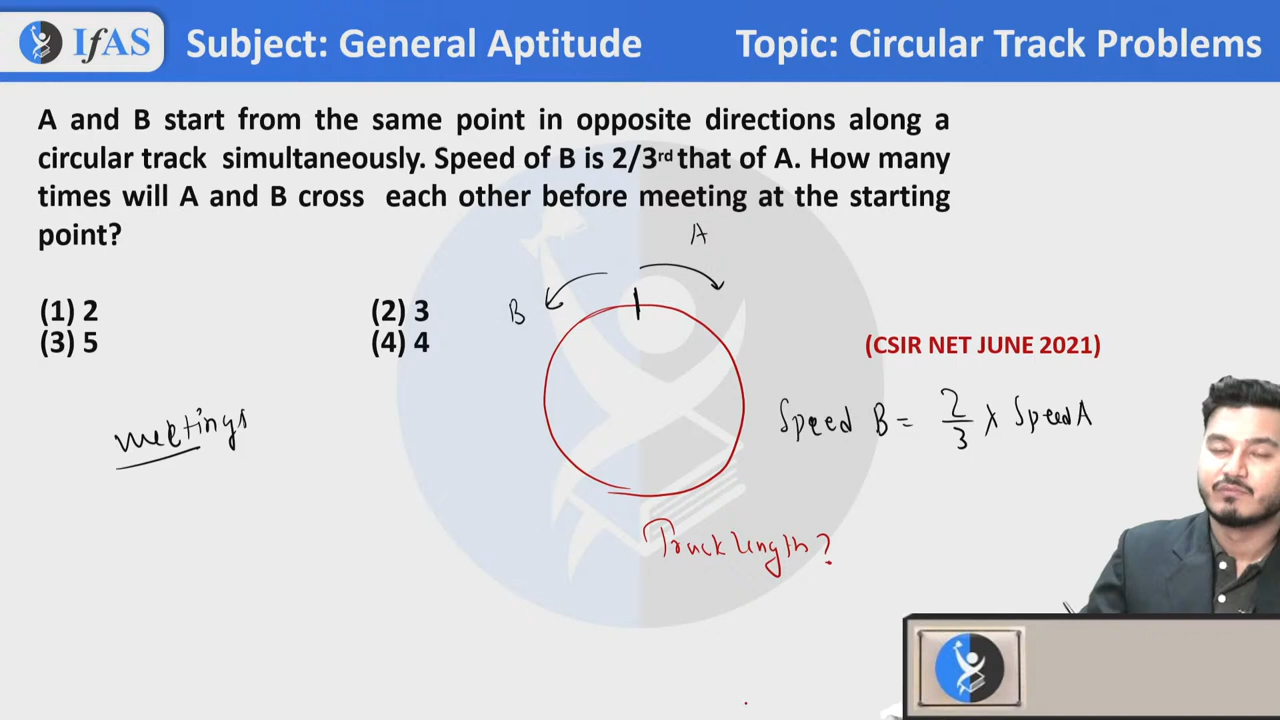 IfAS
Subject: General Aptitude
Topic: Circular Track Problems
A and B start from the same point in opposite directions along a
circular track simultaneously. Speed of B is 2/3rd that of A. How many
times will A and B cross each other before meeting at the starting
point?
A
B
(1) 2
(2) 3
(3) 5
(4) 4
(CSIR NET JUNE 2021)
meetings
Speed B = 2/3 × Speed A
Track length?